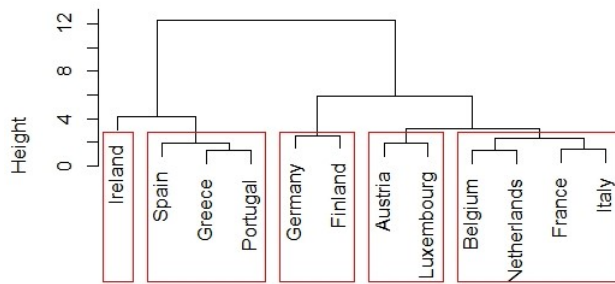 12
8
4
0
Height
Ireland
Spain
Greece
Portugal
Germany
Finland
Austria
Luxembourg
Belgium
Netherlands
France
Italy